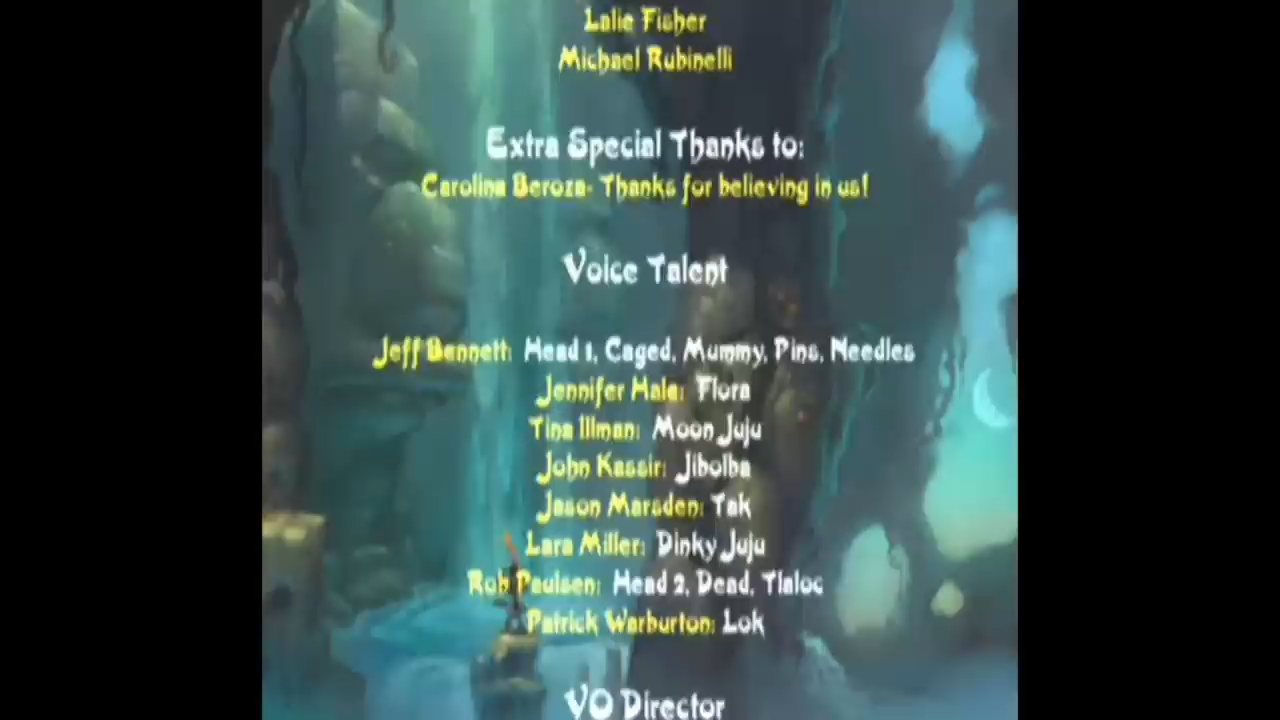 Lalie Fisher
Michael Rubinelli
Extra Special Thanks to:
Carolina Beroza- Thanks for believing in us!
Voice Talent
Jeff Bennett: Head 1, Caged, Mummy, Pins, Needles
Jennifer Hale: Flora
Tina Illman: Moon Juju
John Kassir: Jibolba
Jason Marsden: Tak
Lara Miller: Dinky Juju
Rob Paulsen: Head 2, Dead, Tlaloc
Patrick Warburton: Lok
VO Director